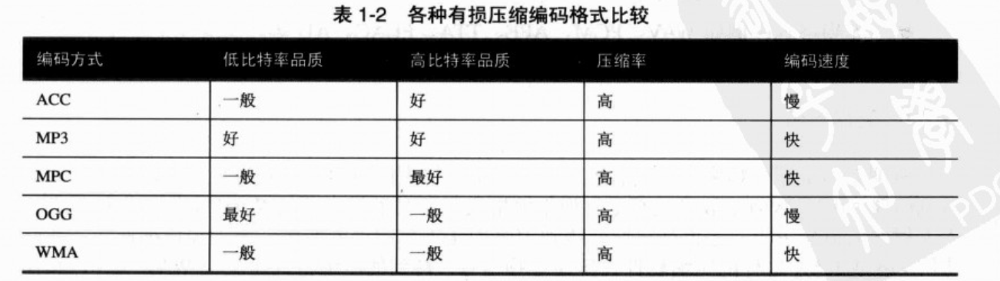 表 1-2 各种有损压缩编码格式比较
编码方式 低比特率品质 高比特率品质 压缩率 编码速度
ACC 一般 好 高 慢
MP3 好 好 高 快
MPC 一般 最好 高 快
OGG 最好 一般 高 慢
WMA 一般 一般 高 快
PDG